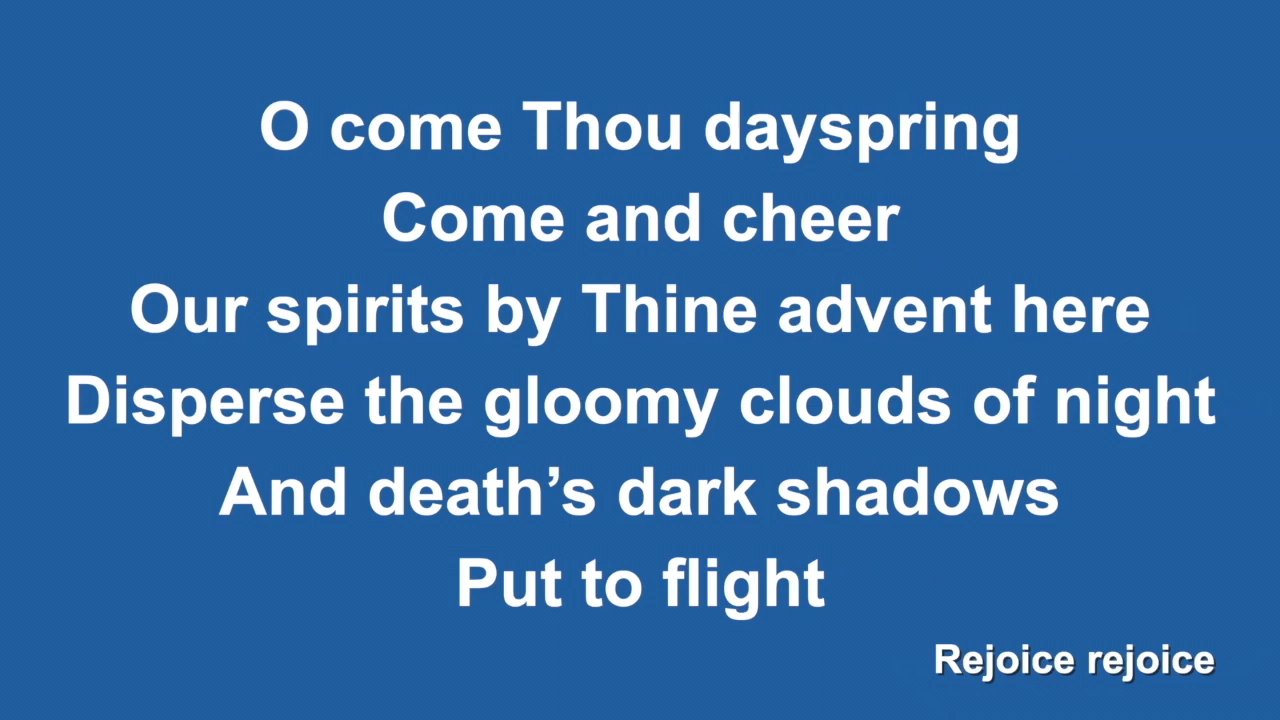 O come Thou dayspring
Come and cheer
Our spirits by Thine advent here
Disperse the gloomy clouds of night
And death’s dark shadows
Put to flight
Rejoice rejoice